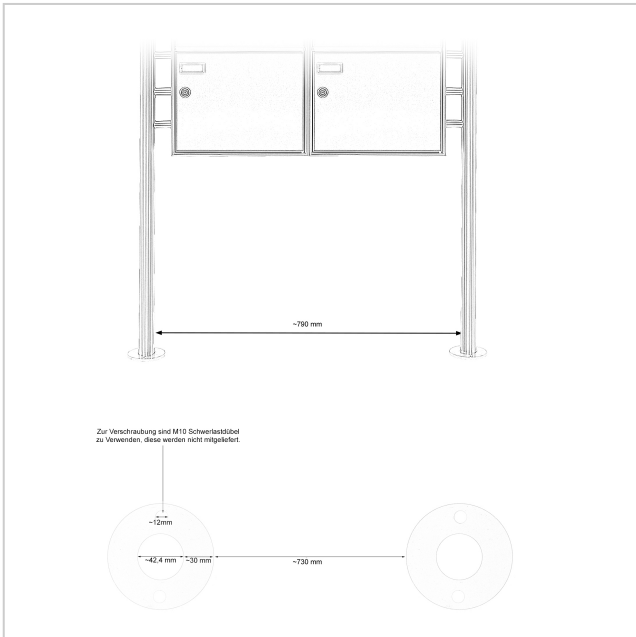 ~790 mm
Zur Verschraubung sind M10 Schwerlastdübel
zu Verwenden, diese werden nicht mitgeliefert.
~12mm
~42,4 mm
~30 mm
~730 mm